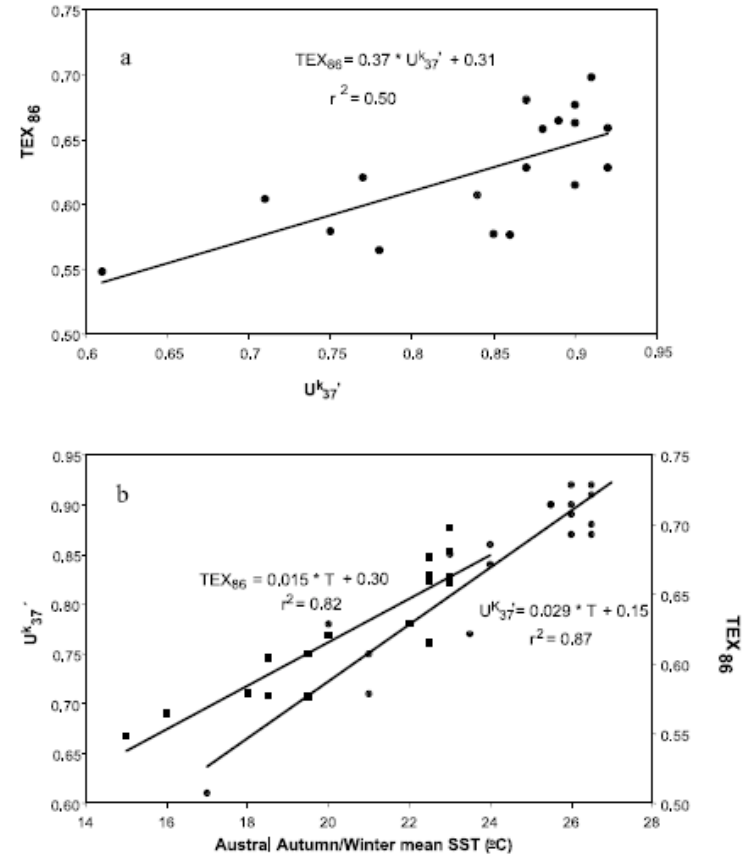 0.75
a
TEX86 = 0.37 * Uk37' + 0.31
r2 = 0.50
0.70
TEX 86
0.65
0.60
0.55
0.50
0.6 0.65 0.7 0.75 0.8 0.85 0.9 0.95
Uk37'
0.95 0.75
b
0.90
0.70
0.85
TEX86 = 0.015 * T + 0.30
r2 = 0.82
0.80 0.65
UK37' = 0.029 * T + 0.15
r2 = 0.87
Uk37'
TEX86
0.75
0.60
0.70
0.55
0.65
0.60 0.50
14 16 18 20 22 24 26 28
Austral Autumn/Winter mean SST (ºC)